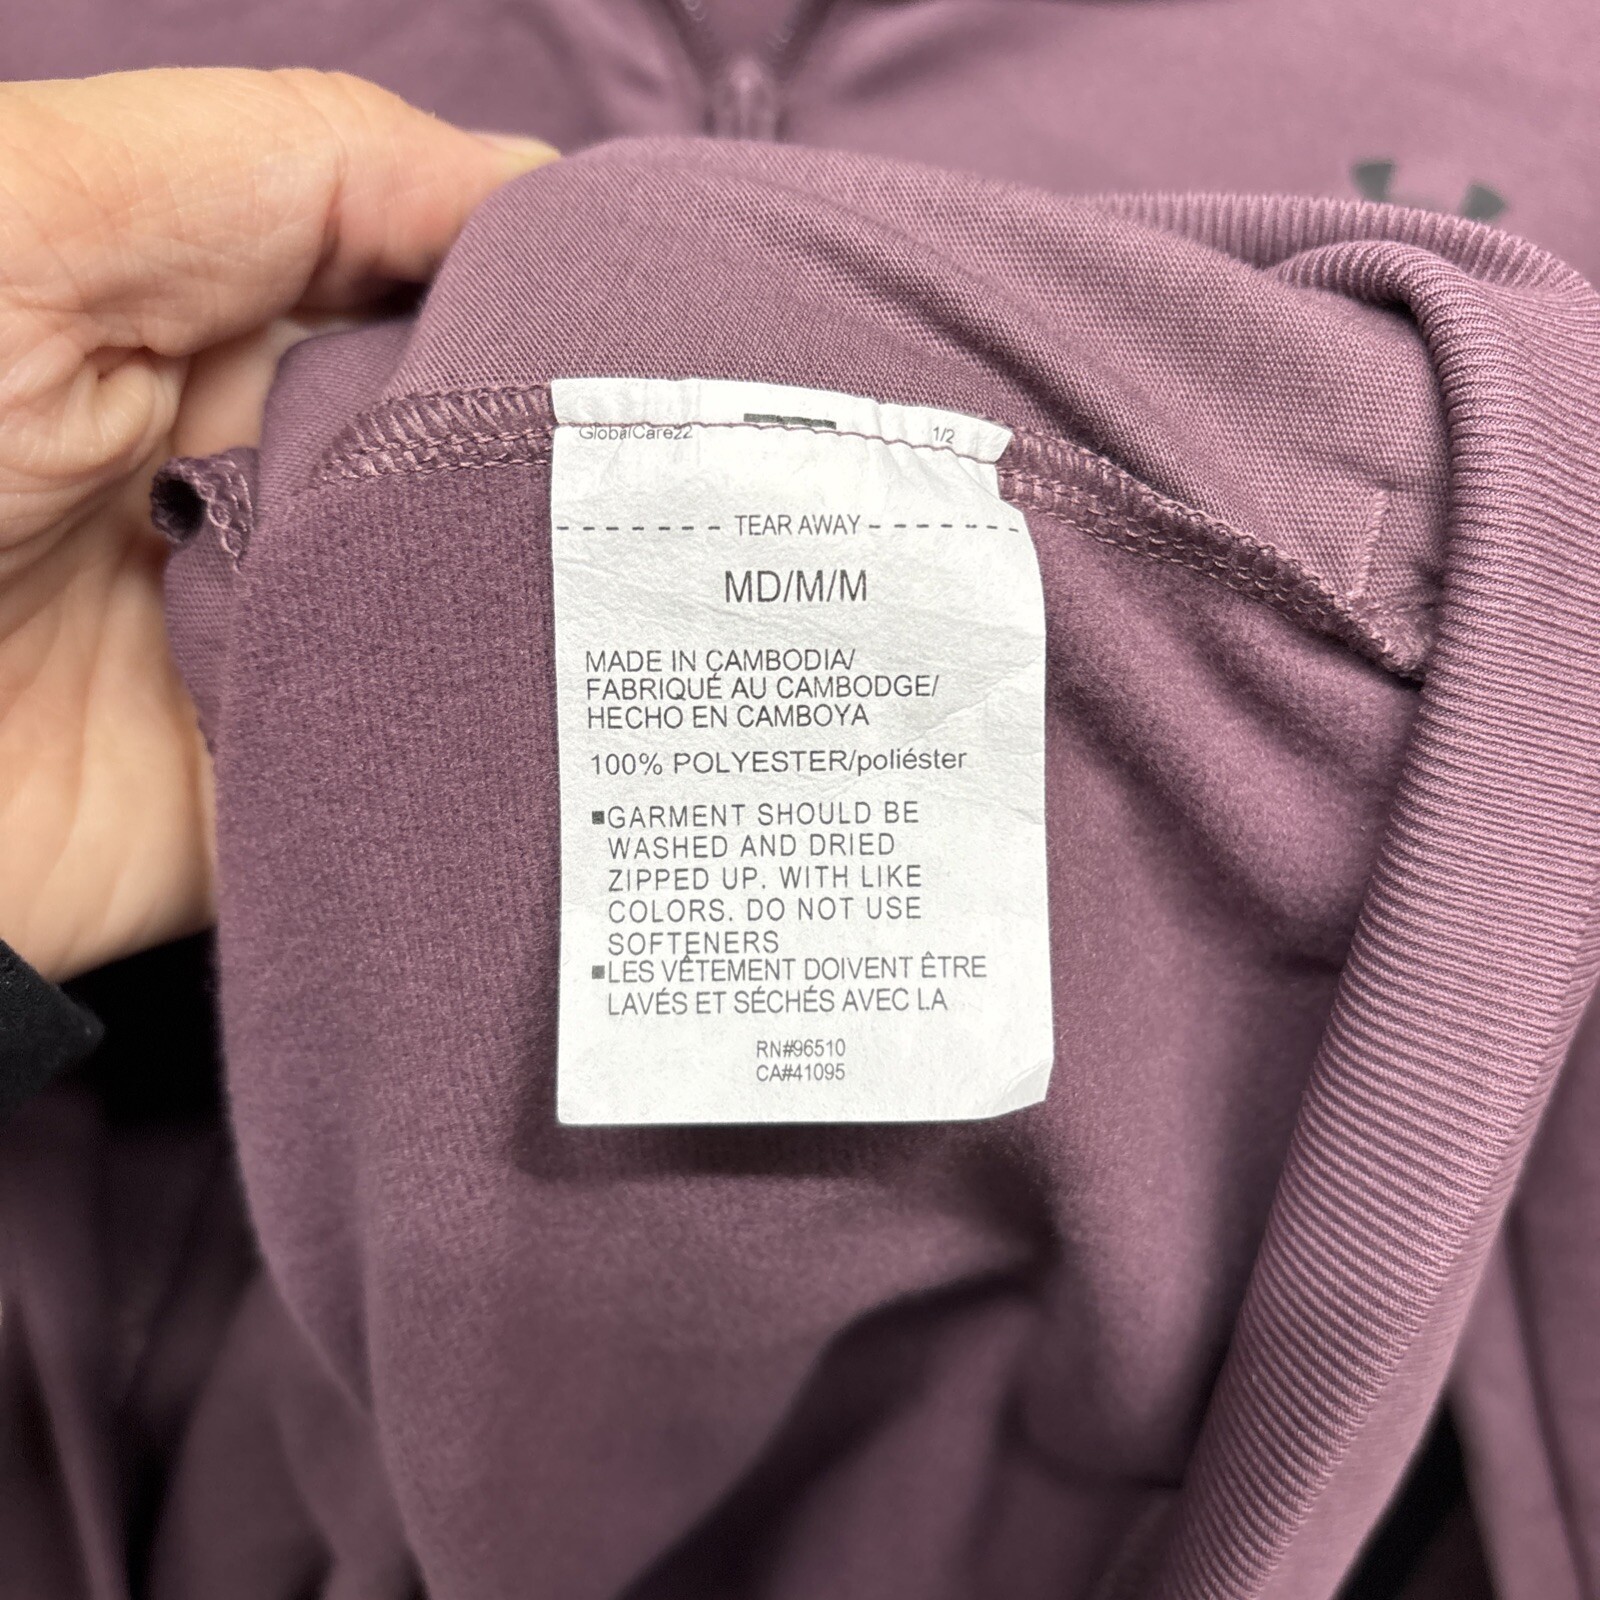 GlobalCare22 1/2
TEAR AWAY
MD/M/M
MADE IN CAMBODIA/
FABRIQUÉ AU CAMBODGE/
HECHO EN CAMBOYA
100% POLYESTER/poliéster
▪GARMENT SHOULD BE
WASHED AND DRIED
ZIPPED UP. WITH LIKE
COLORS. DO NOT USE
SOFTENERS
▪LES VÊTEMENT DOIVENT ÊTRE
LAVÉS ET SÉCHÉS AVEC LA
RN#96510
CA#41095